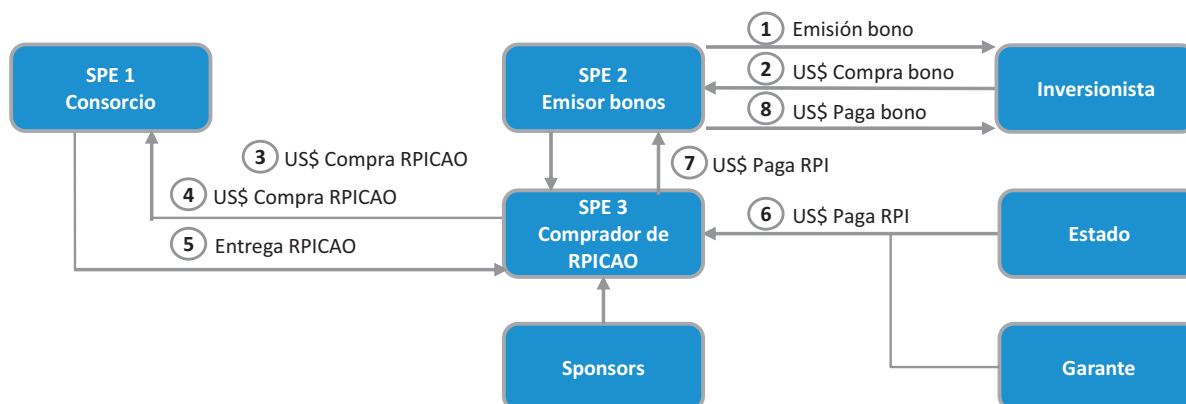 1 Emisión bono
SPE 1
Consorcio
SPE 2
Emisor bonos
2 US$ Compra bono
Inversionista
8 US$ Paga bono
3 US$ Compra RPICAO
7 US$ Paga RPI
4 US$ Compra RPICAO
SPE 3
Comprador de
RPICAO
6 US$ Paga RPI
Estado
5 Entrega RPICAO
Sponsors
Garante